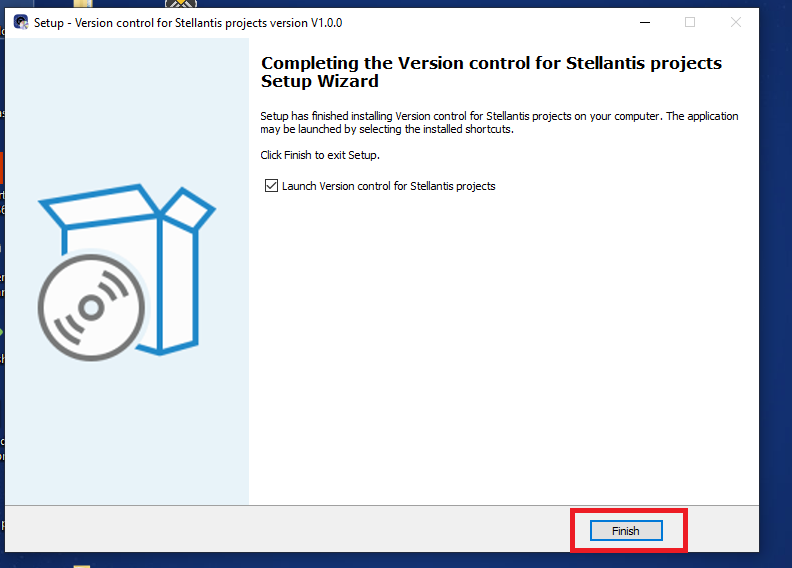 Setup - Version control for Stellantis projects version V1.0.0
Completing the Version control for Stellantis projects
Setup Wizard
Setup has finished installing Version control for Stellantis projects on your computer. The application
may be launched by selecting the installed shortcuts.
Click Finish to exit Setup.
Launch Version control for Stellantis projects
Finish